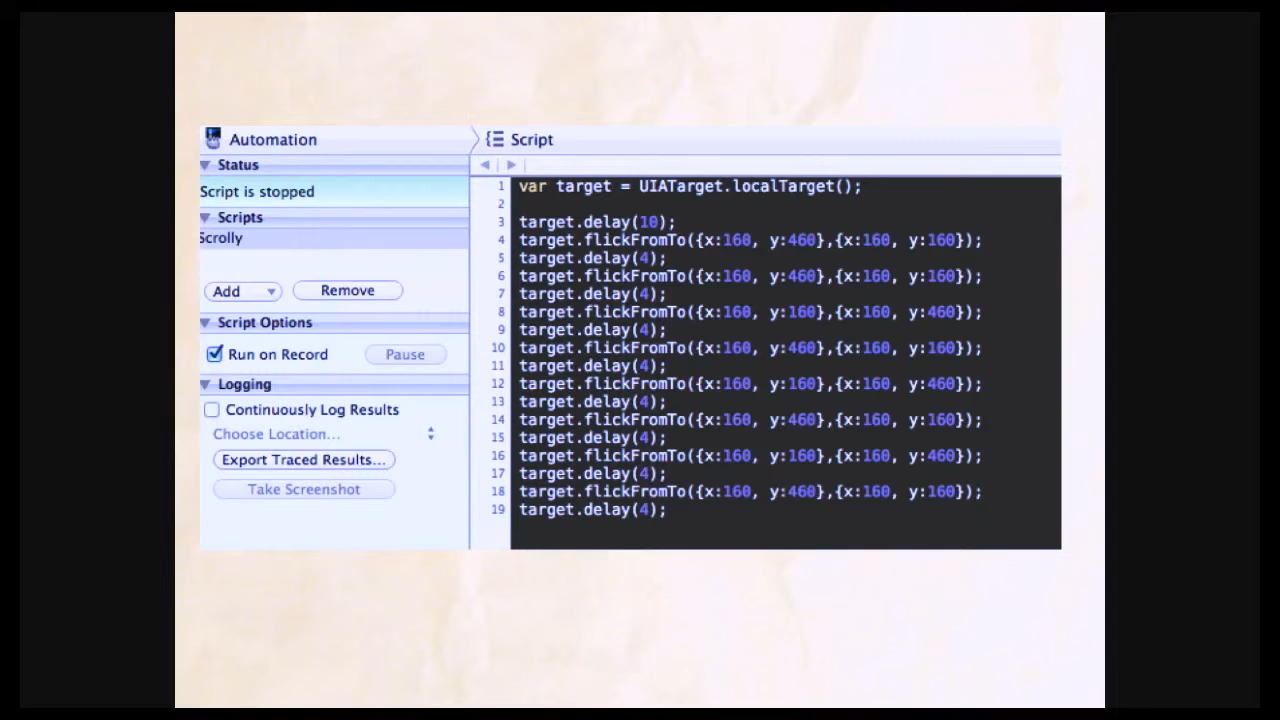 Automation
Status
Script is stopped
Scripts
Scrolly
Add
Remove
Script Options
Run on Record
Pause
Logging
Continuously Log Results
Choose Location...
Export Traced Results...
Take Screenshot
Script
1 var target = UIATarget.localTarget();
2
3 target.delay(10);
4 target.flickFromTo({x:160, y:460},{x:160, y:160});
5 target.delay(4);
6 target.flickFromTo({x:160, y:460},{x:160, y:160});
7 target.delay(4);
8 target.flickFromTo({x:160, y:160},{x:160, y:460});
9 target.delay(4);
10 target.flickFromTo({x:160, y:460},{x:160, y:160});
11 target.delay(4);
12 target.flickFromTo({x:160, y:160},{x:160, y:460});
13 target.delay(4);
14 target.flickFromTo({x:160, y:460},{x:160, y:160});
15 target.delay(4);
16 target.flickFromTo({x:160, y:160},{x:160, y:460});
17 target.delay(4);
18 target.flickFromTo({x:160, y:460},{x:160, y:160});
19 target.delay(4);